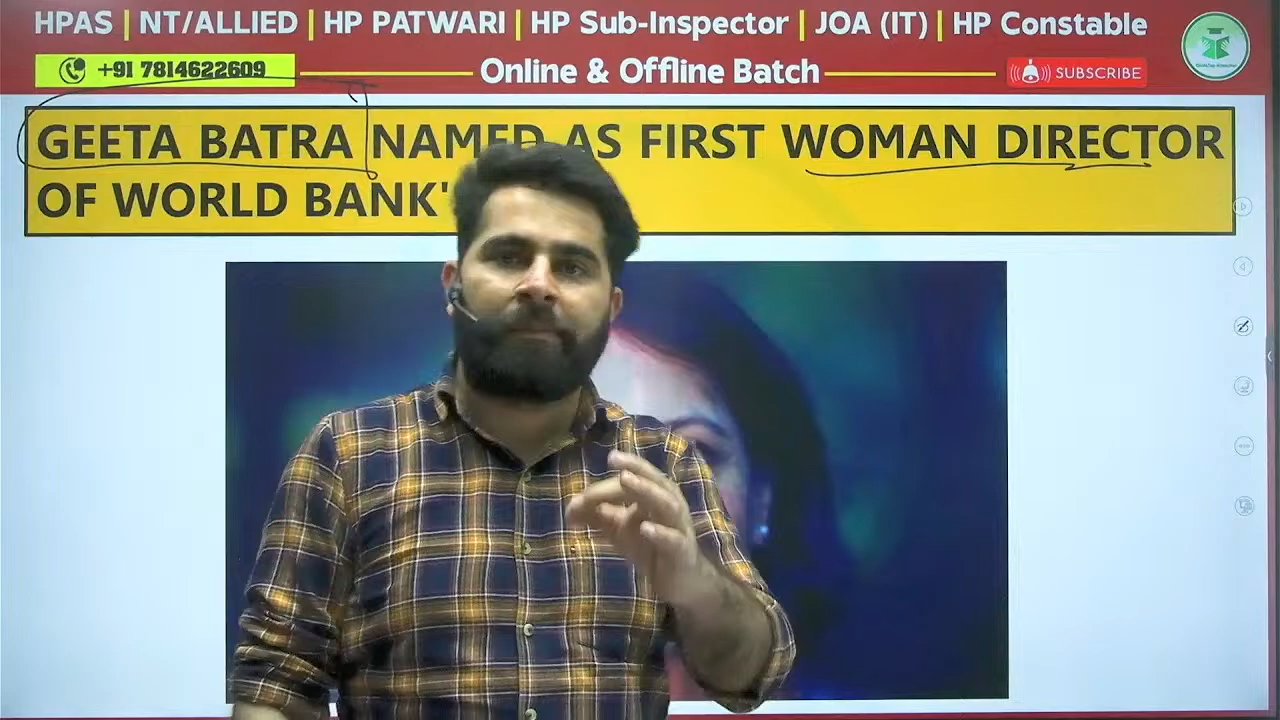 HPAS | NT/ALLIED | HP PATWARI | HP Sub-Inspector | JOA (IT) | HP Constable
+91 7814622609
Online & Offline Batch
SUBSCRIBE
GEETA BATRA NAMED AS FIRST WOMAN DIRECTOR
OF WORLD BANK'